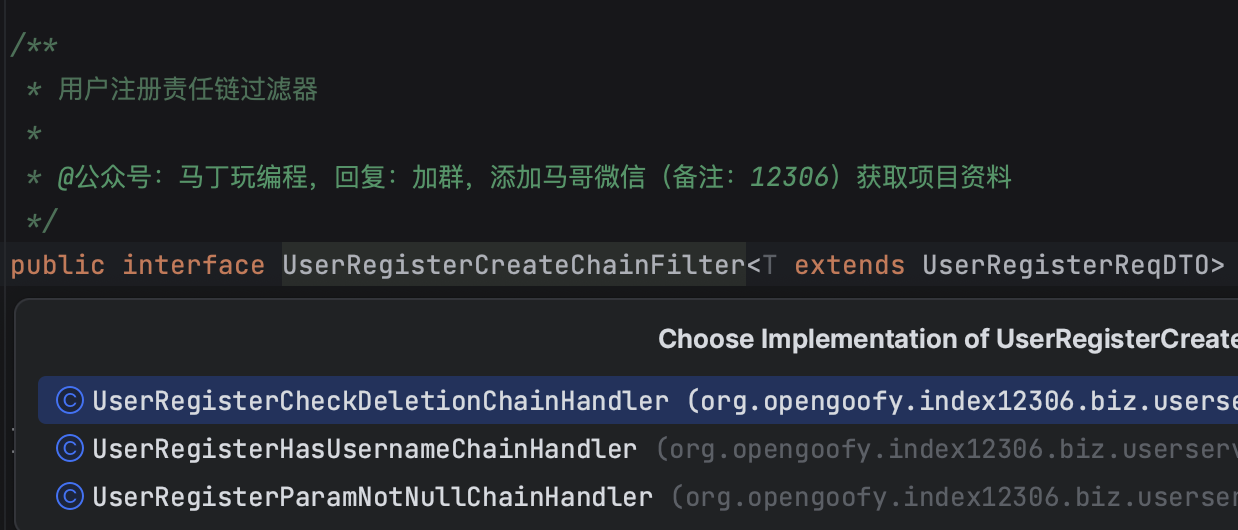 /**
* 用户注册责任链过滤器
*
* @公众号：马丁玩编程，回复：加群，添加马哥微信（备注：12306）获取项目资料
*/
public interface UserRegisterCreateChainFilter<T extends UserRegisterReqDTO>
Choose Implementation of UserRegisterCreate
UserRegisterCheckDeletionChainHandler (org.opengoofy.index12306.biz.userse
UserRegisterHasUsernameChainHandler (org.opengoofy.index12306.biz.userserv
UserRegisterParamNotNullChainHandler (org.opengoofy.index12306.biz.userser